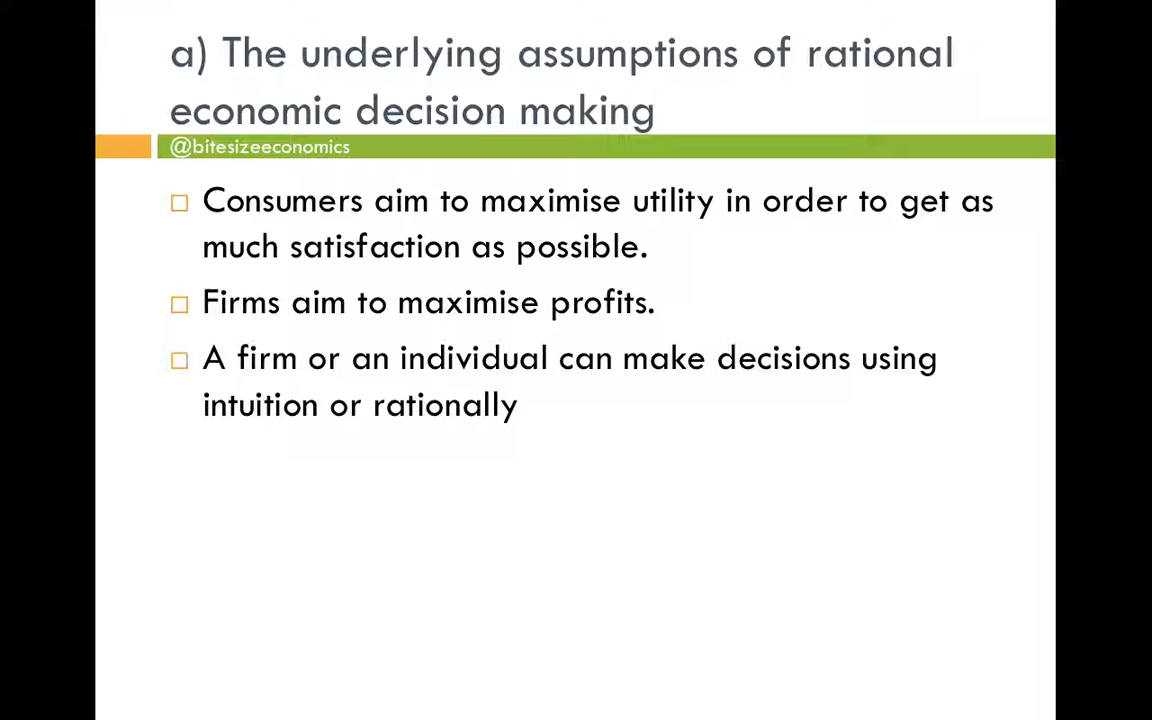 a) The underlying assumptions of rational
economic decision making
@bitesizeeconomics
Consumers aim to maximise utility in order to get as
much satisfaction as possible.
Firms aim to maximise profits.
A firm or an individual can make decisions using
intuition or rationally